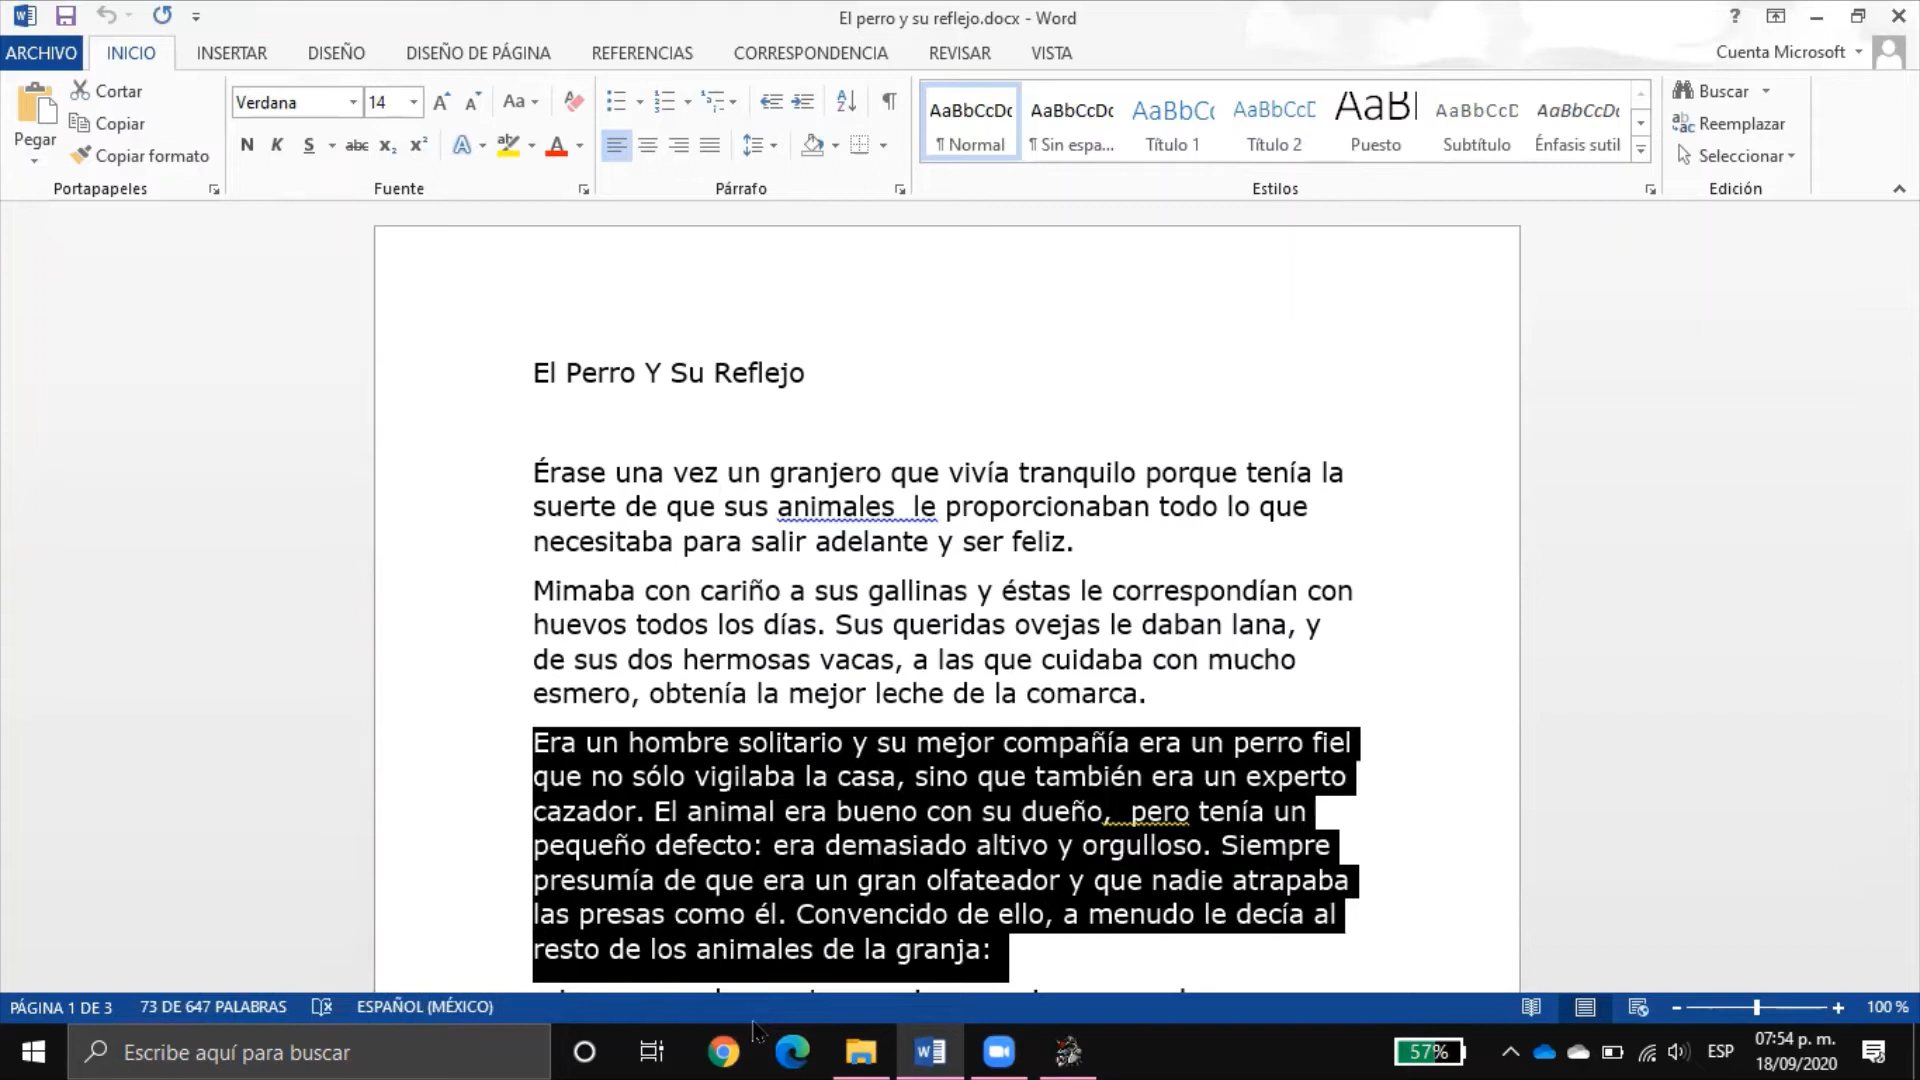 El perro y su reflejo.docx - Word
?
ARCHIVO INICIO INSERTAR DISEÑO DISEÑO DE PÁGINA REFERENCIAS CORRESPONDENCIA REVISAR VISTA Cuenta Microsoft
Pegar
Cortar
Copiar
Copiar formato
Portapapeles
Verdana 14 Aa
N K S abc x₂ x² A ab A
Fuente
Párrafo
AaBbCcDc AaBbCcDc AaBbC AaBbCcD AaB AaBbCcD AaBbCcDc
¶ Normal ¶ Sin espa... Título 1 Título 2 Puesto Subtítulo Énfasis sutil
Estilos
Buscar
Reemplazar
Seleccionar
Edición
El Perro Y Su Reflejo
Érase una vez un granjero que vivía tranquilo porque tenía la
suerte de que sus animales  le proporcionaban todo lo que
necesitaba para salir adelante y ser feliz.
Mimaba con cariño a sus gallinas y éstas le correspondían con
huevos todos los días. Sus queridas ovejas le daban lana, y
de sus dos hermosas vacas, a las que cuidaba con mucho
esmero, obtenía la mejor leche de la comarca.
Era un hombre solitario y su mejor compañía era un perro fiel
que no sólo vigilaba la casa, sino que también era un experto
cazador. El animal era bueno con su dueño,  pero tenía un
pequeño defecto: era demasiado altivo y orgulloso. Siempre
presumía de que era un gran olfateador y que nadie atrapaba
las presas como él. Convencido de ello, a menudo le decía al
resto de los animales de la granja:
PÁGINA 1 DE 3 73 DE 647 PALABRAS ESPAÑOL (MÉXICO) 100 %
Escribe aquí para buscar
57%
ESP
07:54 p. m.
18/09/2020